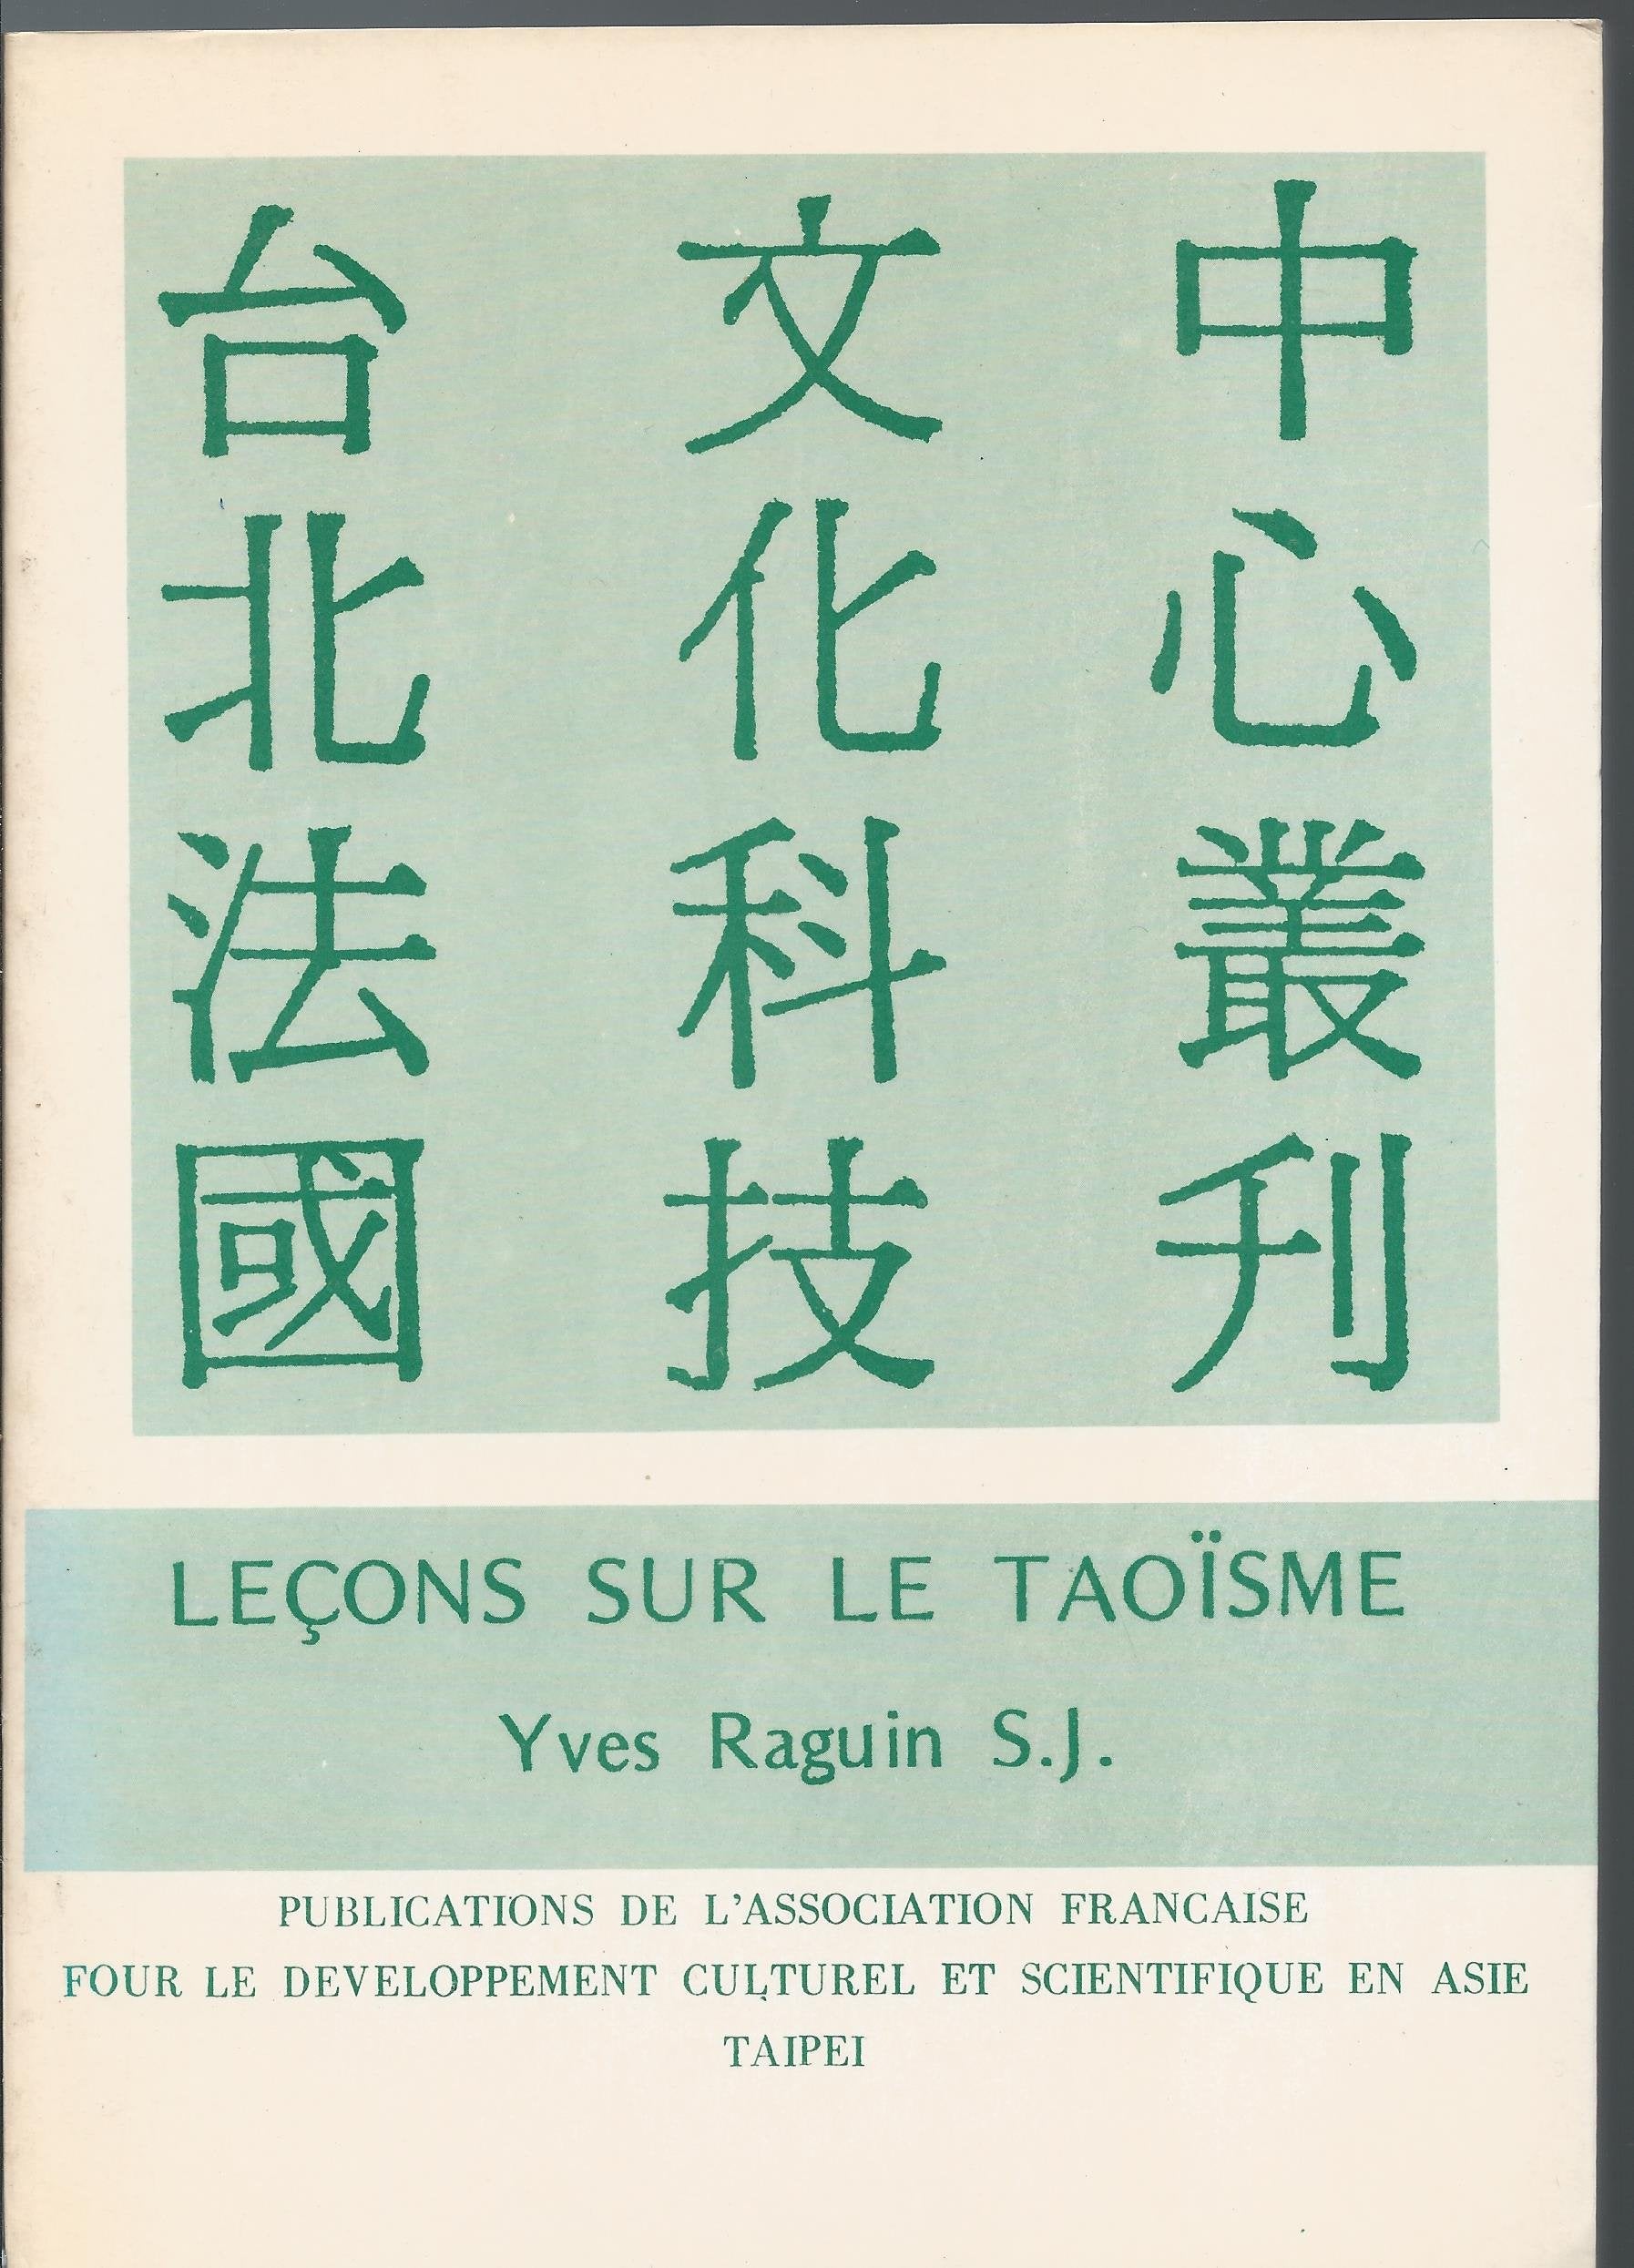 台北法國
文化科技
中心叢刋
LEÇONS SUR LE TAOÏSME
Yves Raguin S.J.
PUBLICATIONS DE L'ASSOCIATION FRANCAISE
FOUR LE DEVELOPPEMENT CULTUREL ET SCIENTIFIQUE EN ASIE
TAIPEI